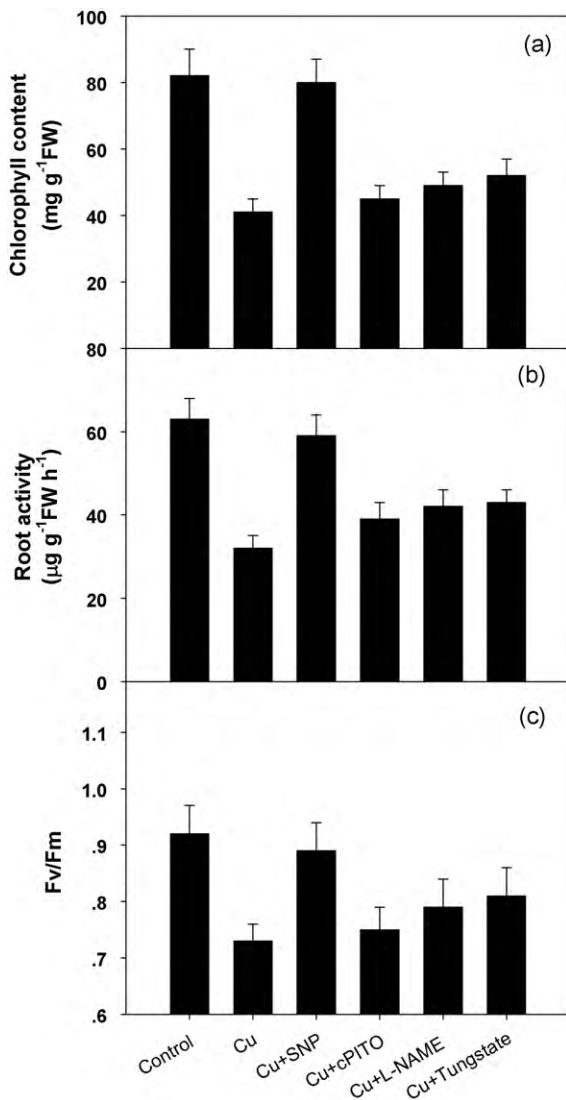 100
(a)
80
Chlorophyll content
(mg g⁻¹FW)
60
40
20
80
(b)
60
Root activity
(µg g⁻¹FW h⁻¹)
40
20
0
(c)
1.1
1.0
Fv/Fm
.9
.8
.7
.6
Control
Cu
Cu+SNP
Cu+cPITO
Cu+L-NAME
Cu+Tungstate